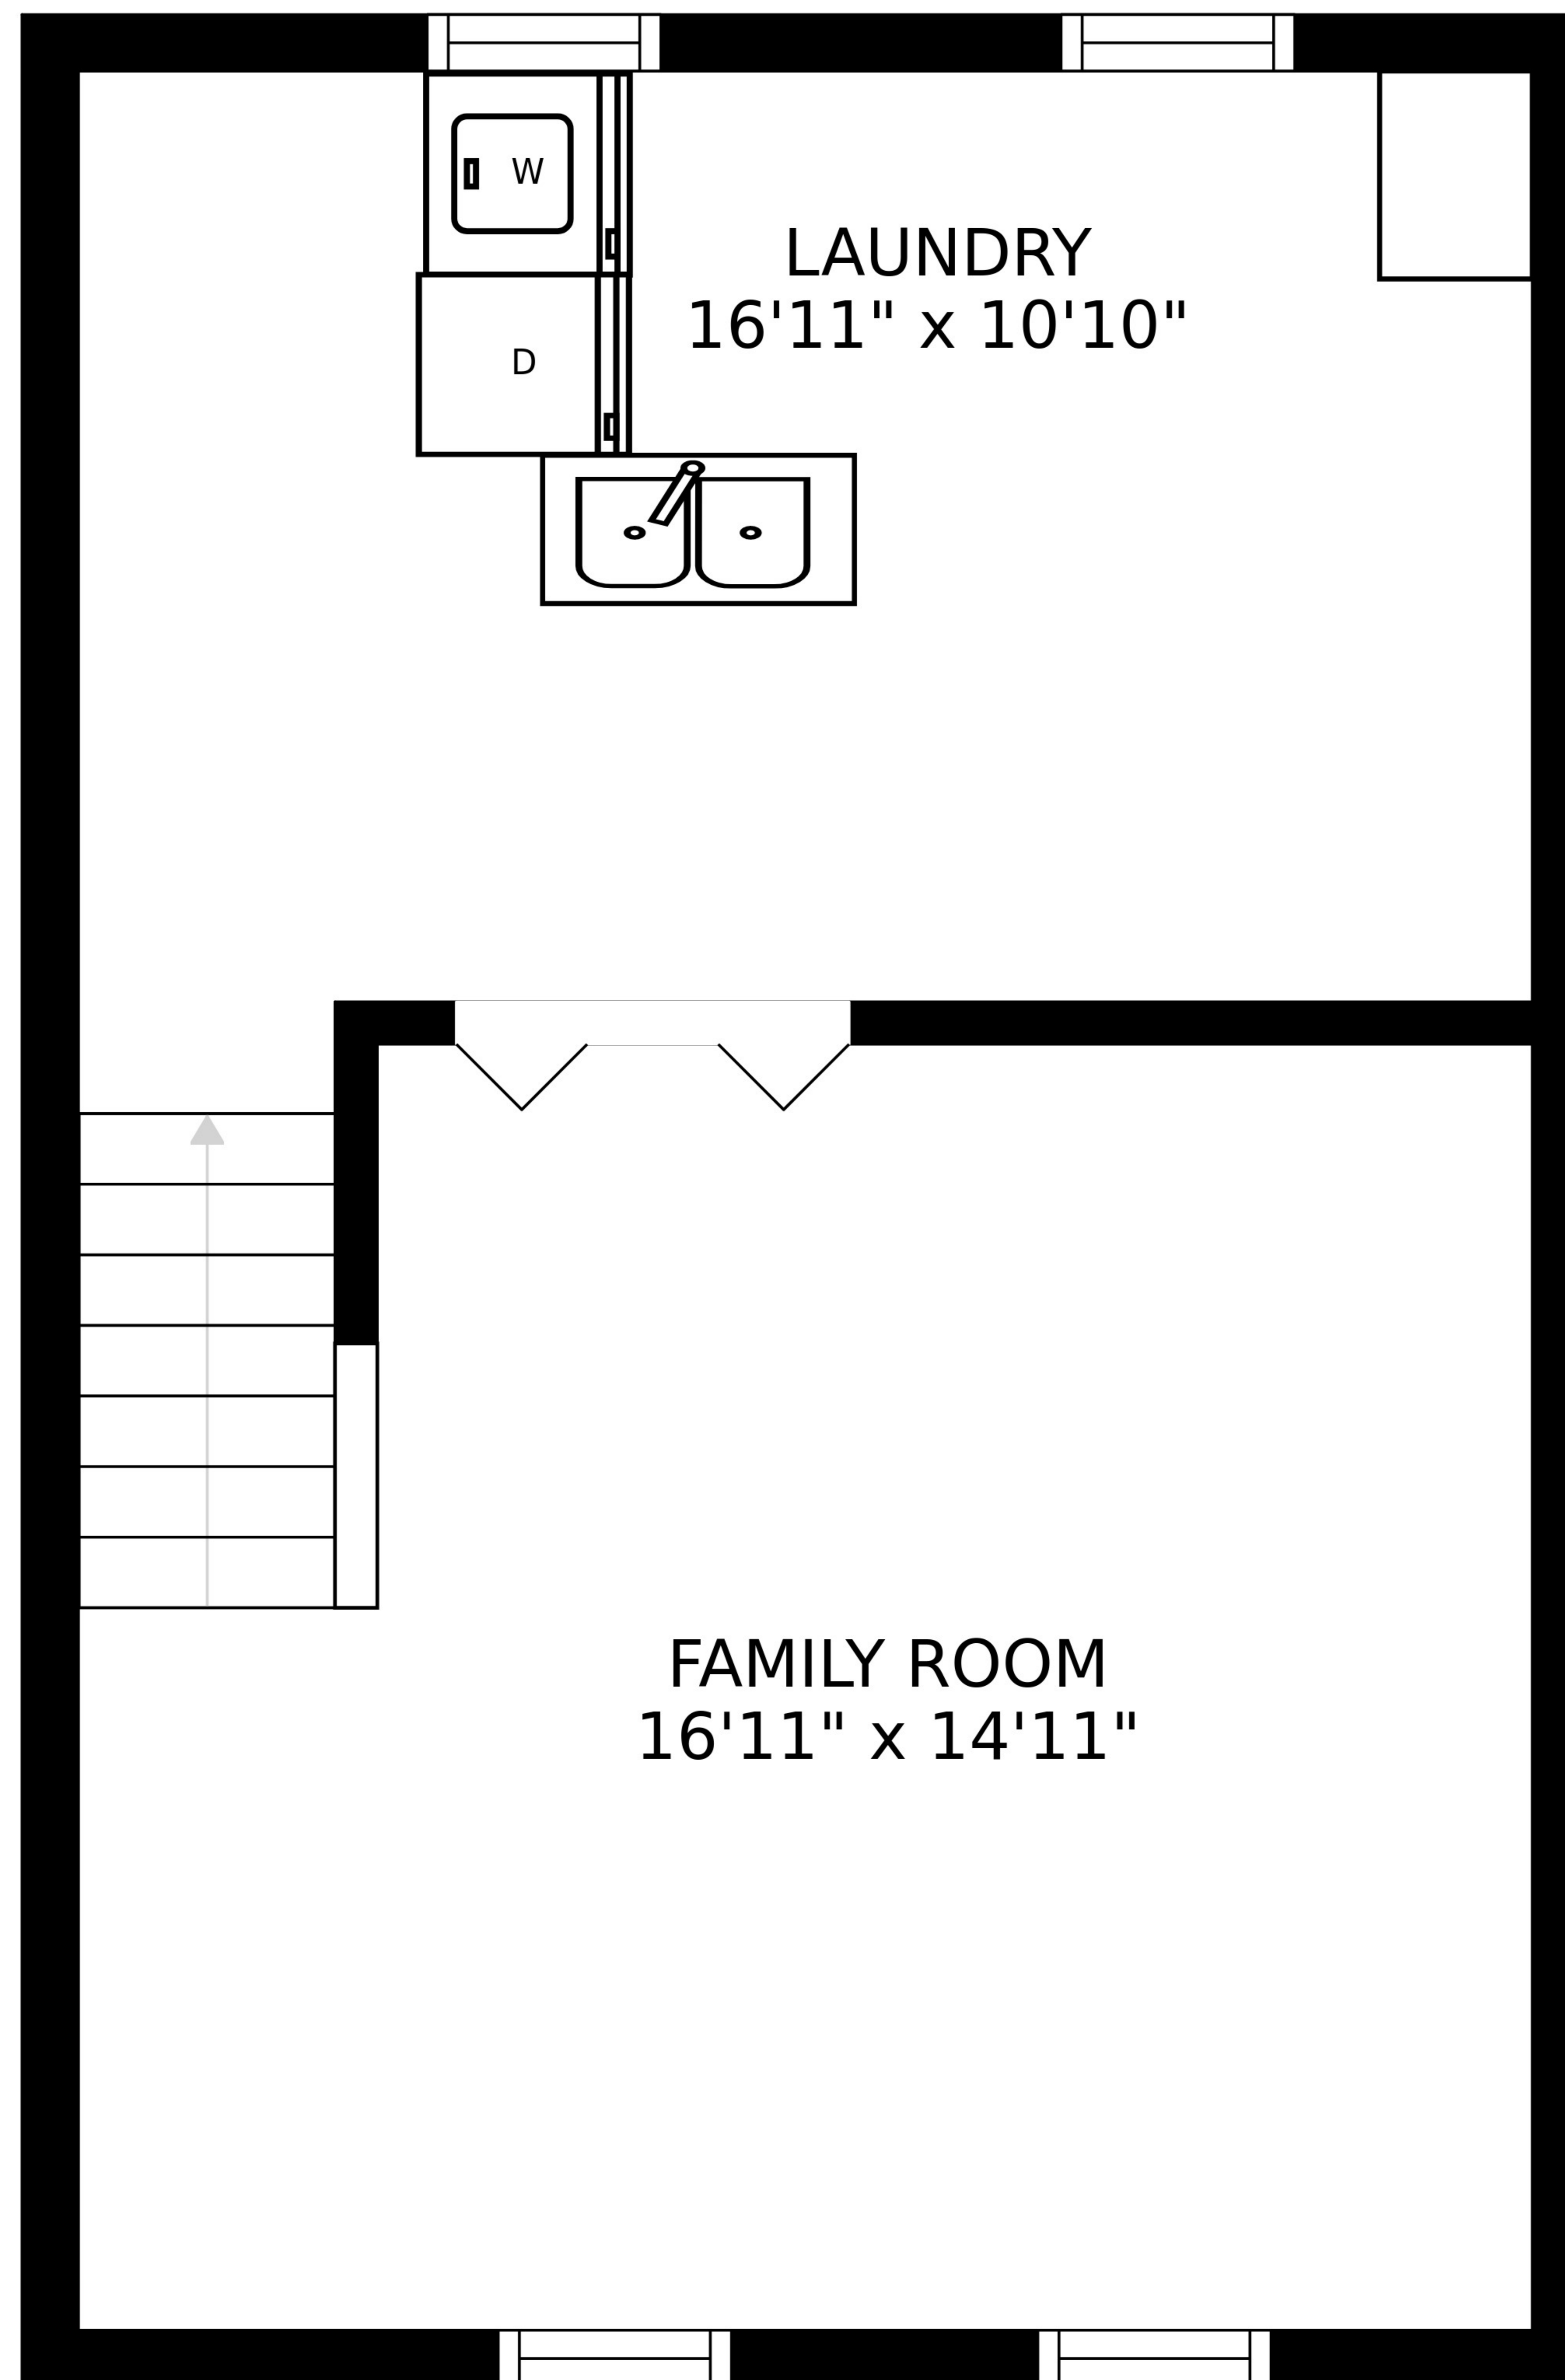 W
LAUNDRY
16'11" x 10'10"
D
FAMILY ROOM
16'11" x 14'11"